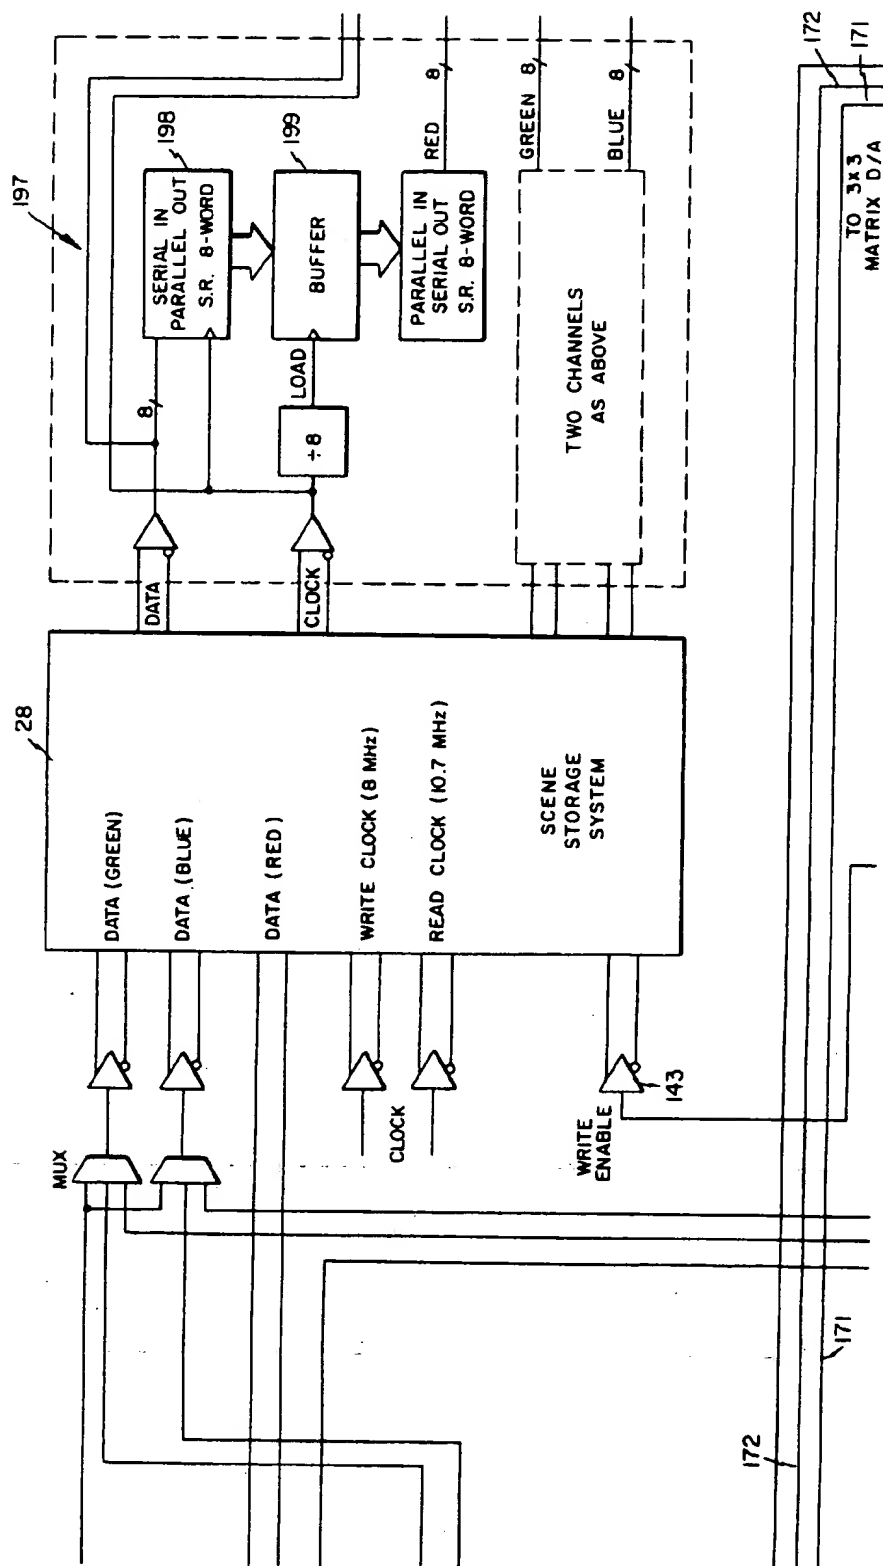 MUX
28
DATA (GREEN)
DATA (BLUE)
DATA (RED)
CLOCK
WRITE CLOCK (8 MHz)
READ CLOCK (10.7 MHz)
WRITE
ENABLE
143
SCENE
STORAGE
SYSTEM
DATA
CLOCK
197
8
÷8
LOAD
SERIAL IN
PARALLEL OUT
S.R. 8-WORD
198
BUFFER
199
PARALLEL IN
SERIAL OUT
S.R. 8-WORD
RED
8
TWO CHANNELS
AS ABOVE
GREEN
8
BLUE
8
172
171
TO 3X3
MATRIX D/A
172
171